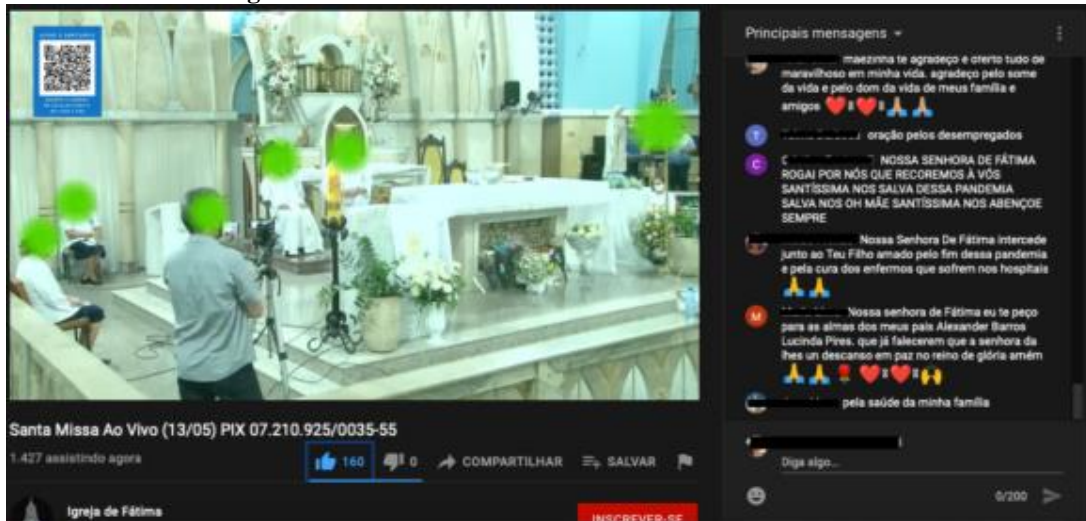 Principais mensagens
maezinha te agradeço e oferto tudo de
maravilhoso em minha vida. agradeço pelo some
da vida e pelo dom da vida de meus família e
amigos
oração pelos desempregados
NOSSA SENHORA DE FÁTIMA
ROGAI POR NÓS QUE RECOREMOS À VÓS
SANTÍSSIMA NOS SALVA DESSA PANDEMIA
SALVA NOS OH MÃE SANTÍSSIMA NOS ABENÇOE
SEMPRE
Nossa Senhora De Fátima intercede
junto ao Teu Filho amado pelo fim dessa pandemia
e pela cura dos enfermos que sofrem nos hospitais
Nossa senhora de Fátima eu te peço
para as almas dos meus pais Alexander Barros
Lucinda Pires. que já falecerem que a senhora da
lhes un descanso em paz no reino de glória amém
pela saúde da minha família
Santa Missa Ao Vivo (13/05) PIX 07.210.925/0035-55
1.427 assistindo agora
160
0
COMPARTILHAR
SALVAR
Diga algo...
0/200
Igreja de Fátima
INSCREVER-SE